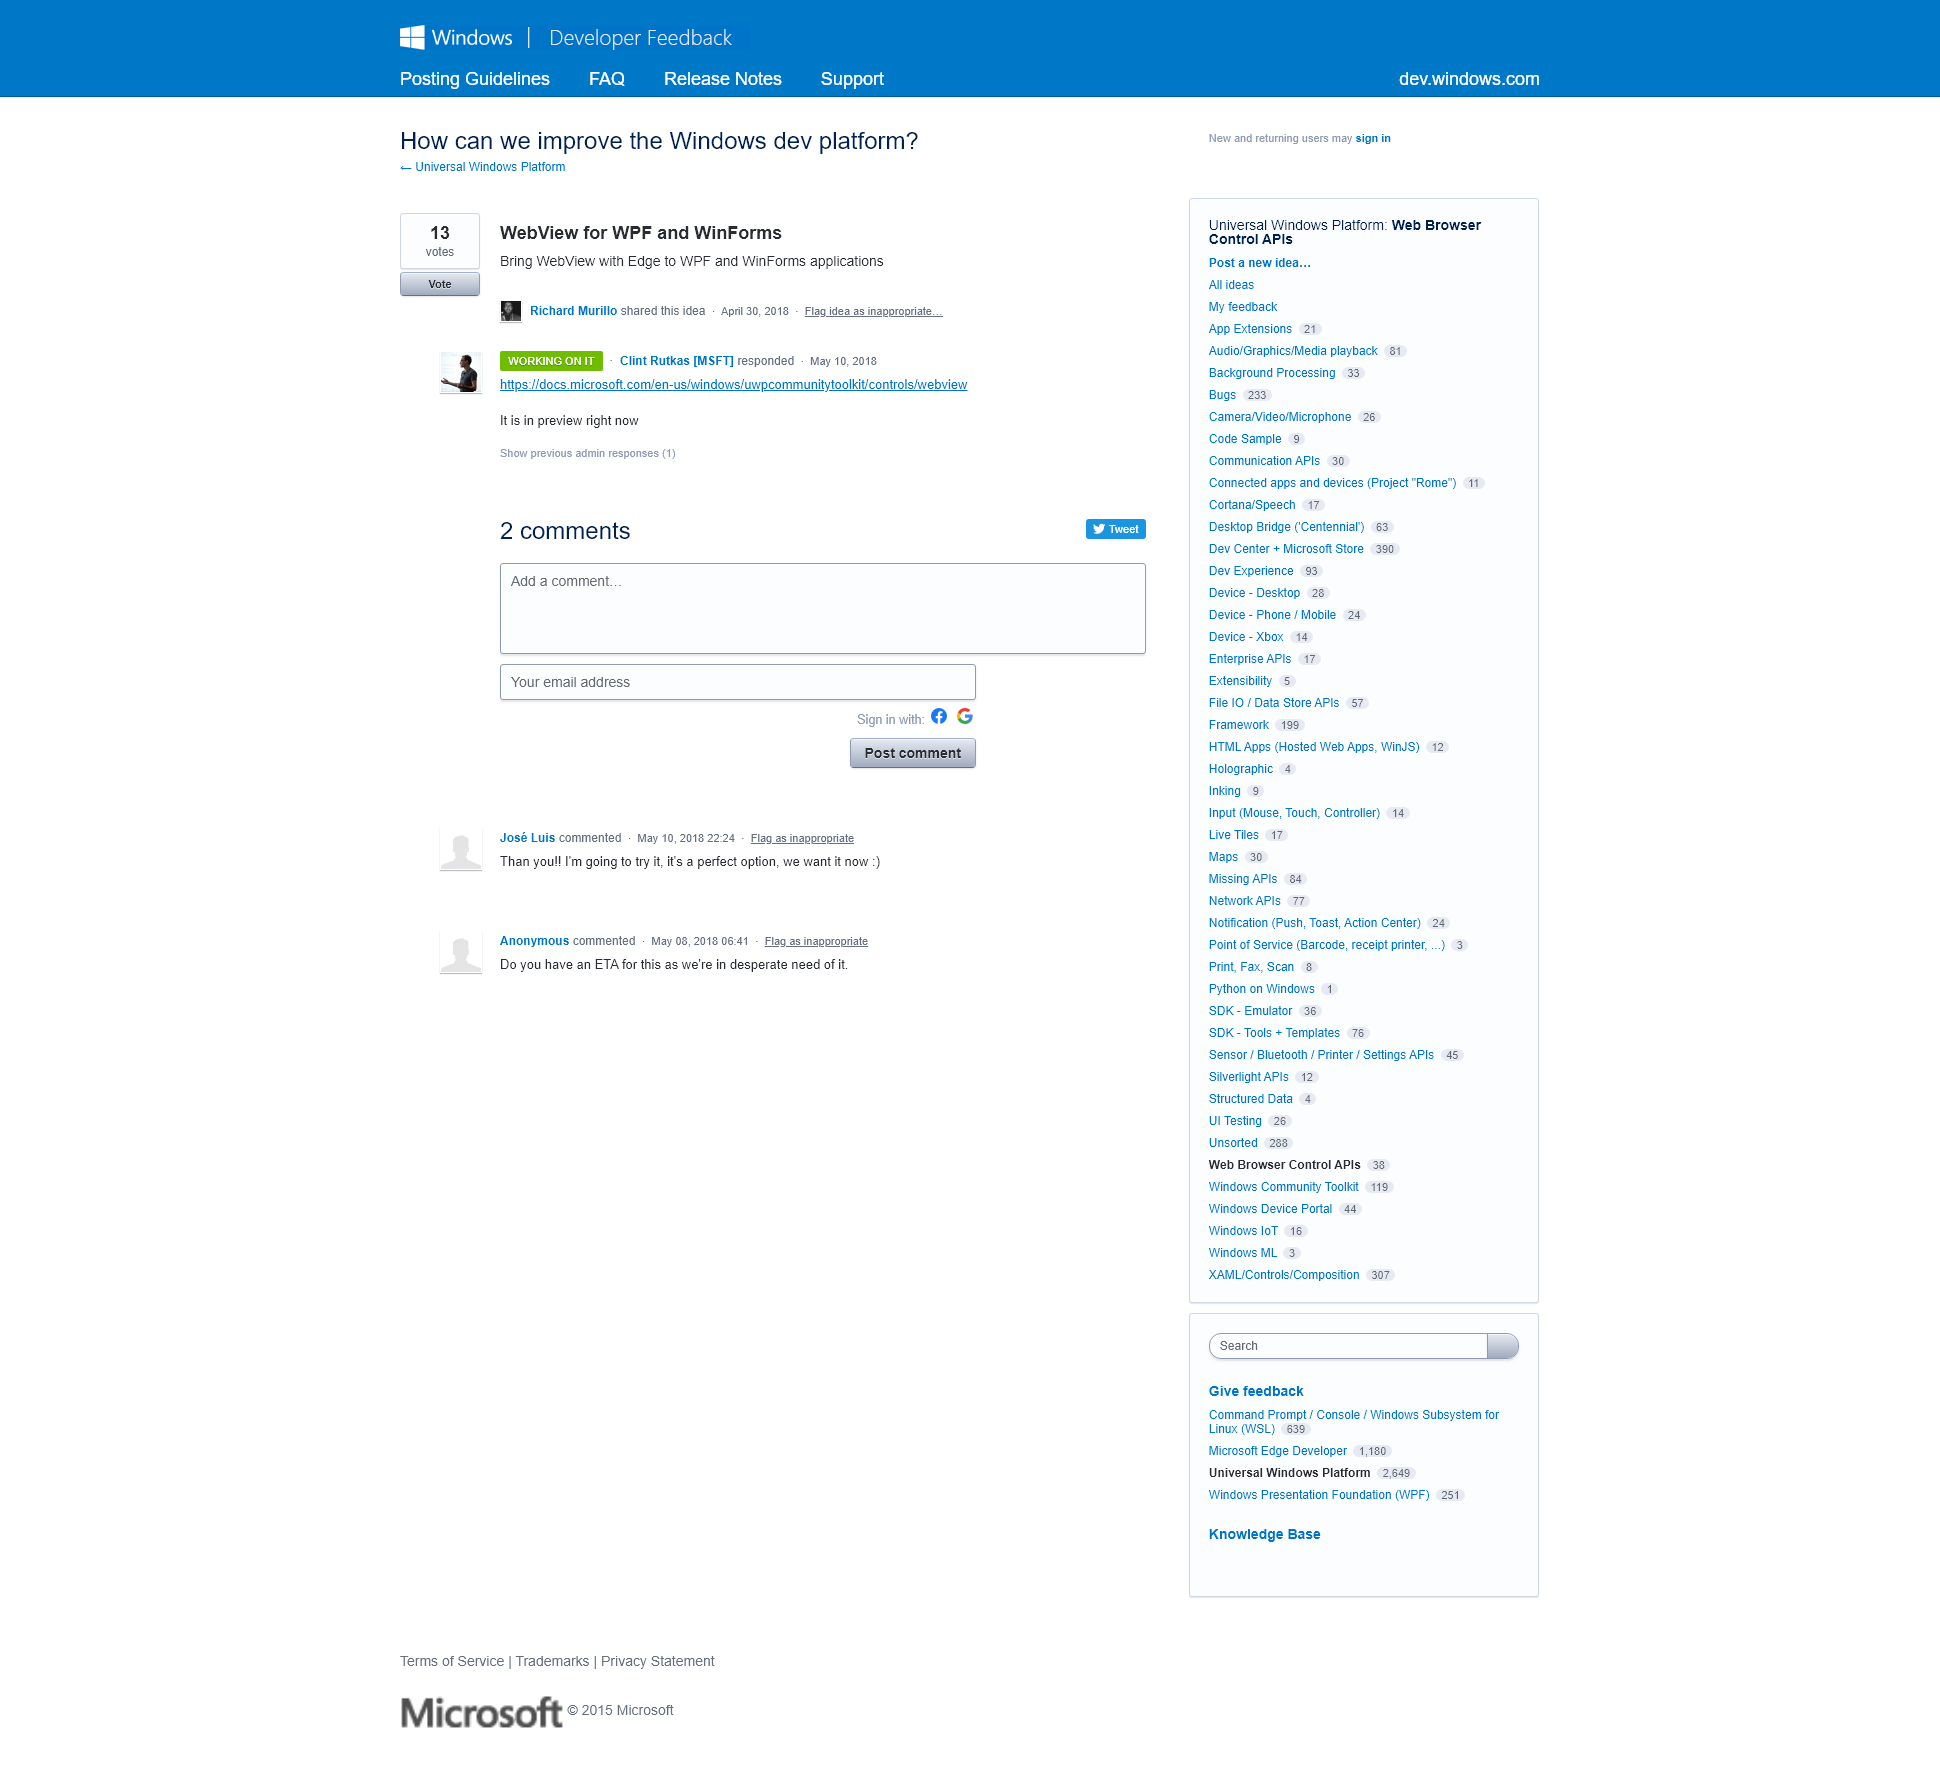 Windows | Developer Feedback
Posting Guidelines FAQ Release Notes Support dev.windows.com
How can we improve the Windows dev platform?
← Universal Windows Platform
New and returning users may sign in
13
votes
Vote
WebView for WPF and WinForms
Bring WebView with Edge to WPF and WinForms applications
Richard Murillo shared this idea · April 30, 2018 · Flag idea as inappropriate…
WORKING ON IT · Clint Rutkas [MSFT] responded · May 10, 2018
https://docs.microsoft.com/en-us/windows/uwpcommunitytoolkit/controls/webview
It is in preview right now
Show previous admin responses (1)
2 comments
Tweet
Add a comment…
Your email address
Sign in with:
Post comment
José Luis commented · May 10, 2018 22:24 · Flag as inappropriate
Than you!! I'm going to try it, it's a perfect option, we want it now :)
Anonymous commented · May 08, 2018 06:41 · Flag as inappropriate
Do you have an ETA for this as we're in desperate need of it.
Universal Windows Platform: Web Browser
Control APIs
Post a new idea…
All ideas
My feedback
App Extensions 21
Audio/Graphics/Media playback 81
Background Processing 33
Bugs 233
Camera/Video/Microphone 26
Code Sample 9
Communication APIs 30
Connected apps and devices (Project "Rome") 11
Cortana/Speech 17
Desktop Bridge ('Centennial') 63
Dev Center + Microsoft Store 390
Dev Experience 93
Device - Desktop 28
Device - Phone / Mobile 24
Device - Xbox 14
Enterprise APIs 17
Extensibility 5
File IO / Data Store APIs 57
Framework 199
HTML Apps (Hosted Web Apps, WinJS) 12
Holographic 4
Inking 9
Input (Mouse, Touch, Controller) 14
Live Tiles 17
Maps 30
Missing APIs 84
Network APIs 77
Notification (Push, Toast, Action Center) 24
Point of Service (Barcode, receipt printer, ...) 3
Print, Fax, Scan 8
Python on Windows 1
SDK - Emulator 36
SDK - Tools + Templates 76
Sensor / Bluetooth / Printer / Settings APIs 45
Silverlight APIs 12
Structured Data 4
UI Testing 26
Unsorted 288
Web Browser Control APIs 38
Windows Community Toolkit 119
Windows Device Portal 44
Windows IoT 16
Windows ML 3
XAML/Controls/Composition 307
Search
Give feedback
Command Prompt / Console / Windows Subsystem for
Linux (WSL) 639
Microsoft Edge Developer 1,180
Universal Windows Platform 2,649
Windows Presentation Foundation (WPF) 251
Knowledge Base
Terms of Service | Trademarks | Privacy Statement
Microsoft © 2015 Microsoft